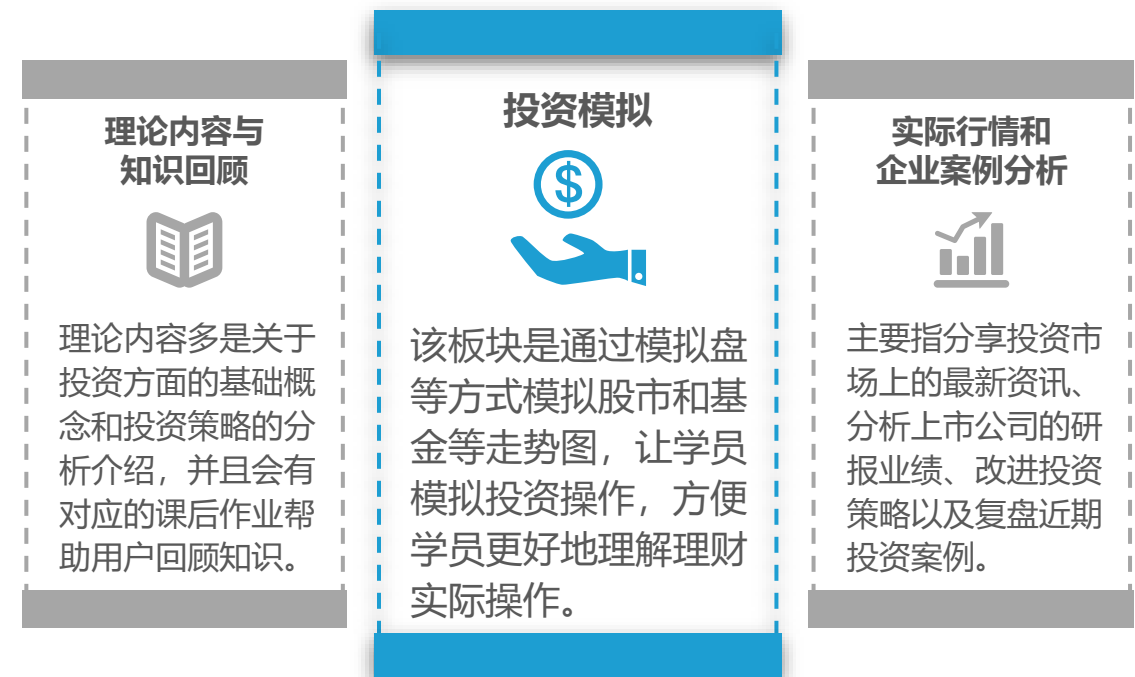 理论内容与
知识回顾
理论内容多是关于
投资方面的基础概
念和投资策略的分
析介绍，并且会有
对应的课后作业帮
助用户回顾知识。
投资模拟
$
该板块是通过模拟盘
等方式模拟股市和基
金等走势图，让学员
模拟投资操作，方便
学员更好地理解理财
实际操作。
实际行情和
企业案例分析
主要指分享投资市
场上的最新资讯、
分析上市公司的研
报业绩、改进投资
策略以及复盘近期
投资案例。